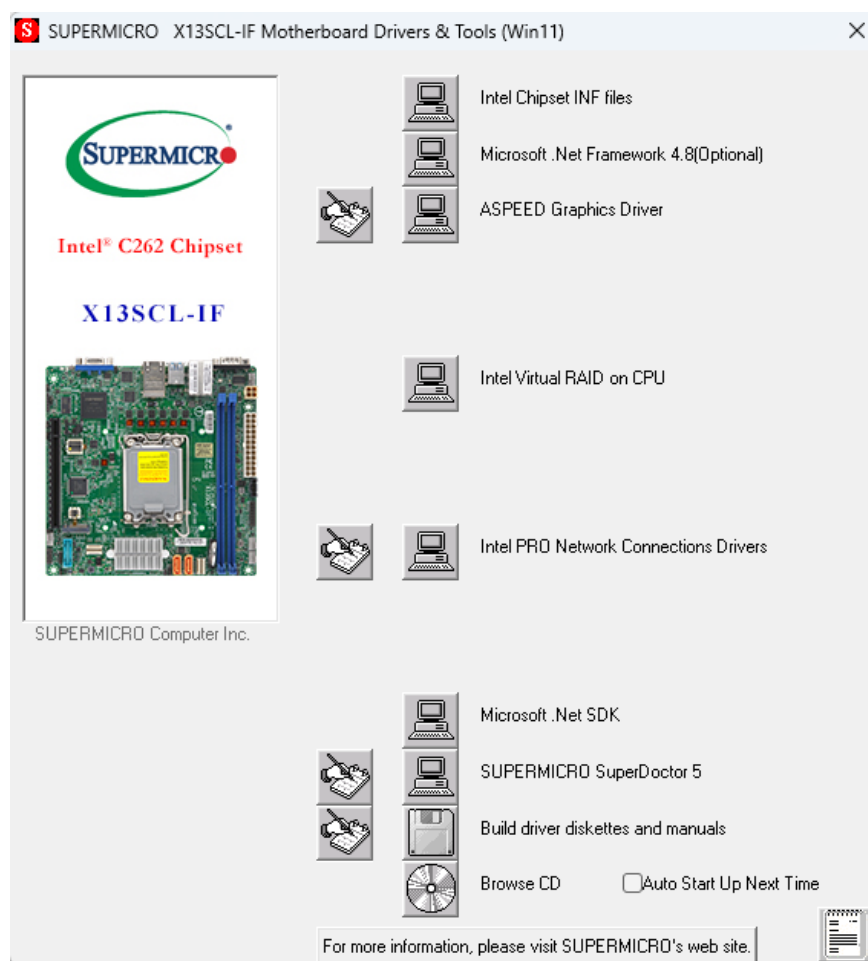 S SUPERMICRO X13SCL-IF Motherboard Drivers & Tools (Win11)
SUPERMICRO
Intel® C262 Chipset
X13SCL-IF
SUPERMICRO Computer Inc.
Intel Chipset INF files
Microsoft .Net Framework 4.8(Optional)
ASPEED Graphics Driver
Intel Virtual RAID on CPU
Intel PRO Network Connections Drivers
Microsoft .Net SDK
SUPERMICRO SuperDoctor 5
Build driver diskettes and manuals
Browse CD Auto Start Up Next Time
For more information, please visit SUPERMICRO's web site.